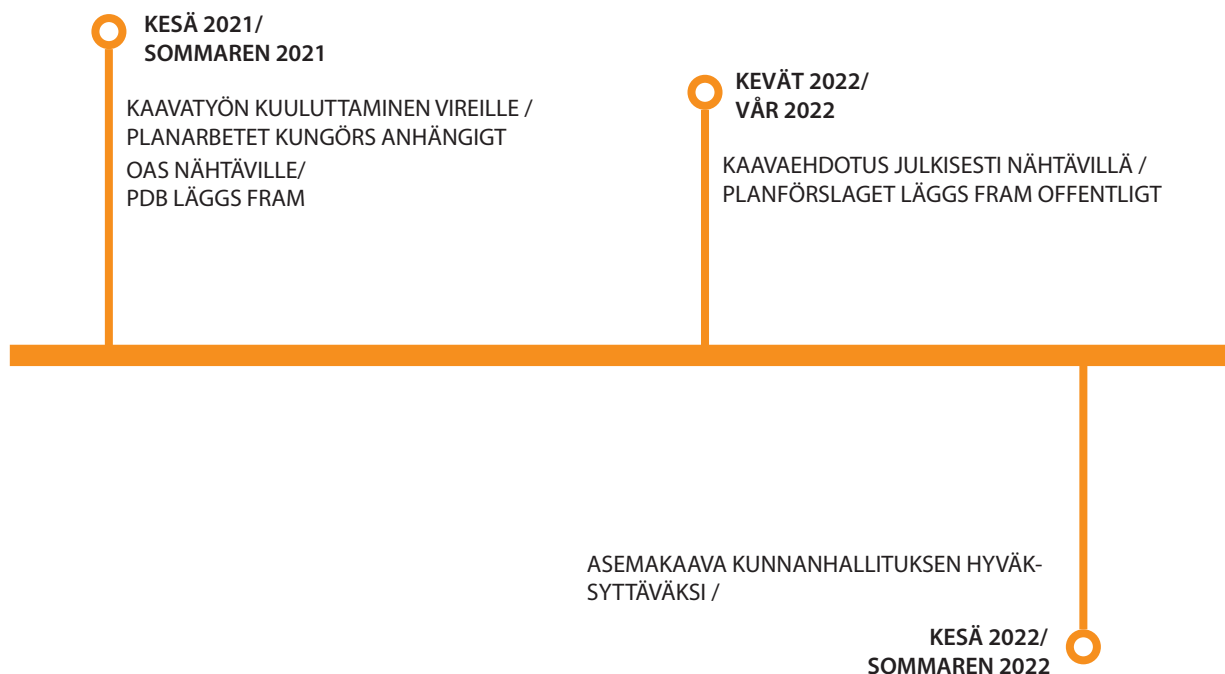 KESÄ 2021/
SOMMAREN 2021
KAAVATYÖN KUULUTTAMINEN VIREILLE /
PLANARBETET KUNGÖRS ANHÄNGIGT
OAS NÄHTÄVILLE/
PDB LÄGGS FRAM
KEVÄT 2022/
VÅR 2022
KAAVAEHDOTUS JULKISESTI NÄHTÄVILLÄ /
PLANFÖRSLAGET LÄGGS FRAM OFFENTLIGT
ASEMAKAAVA KUNNANHALLITUKSEN HYVÄK-
SYTTÄVÄKSI /
KESÄ 2022/
SOMMAREN 2022